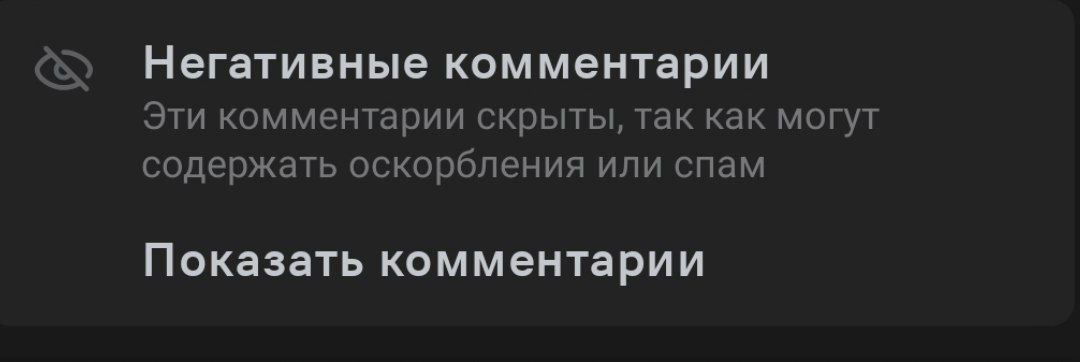 Негативные комментарии
Эти комментарии скрыты, так как могут
содержать оскорбления или спам
Показать комментарии